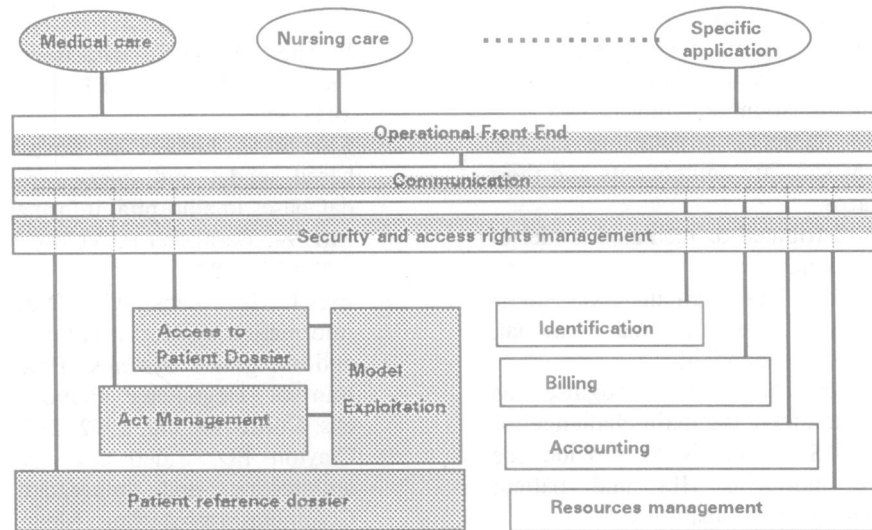 Medical care
Nursing care
Specific
application
Operational Front End
Communication
Security and access rights management
Access to
Patient Dossier
Model
Exploitation
Act Management
Patient reference dossier
Identification
Billing
Accounting
Resources management